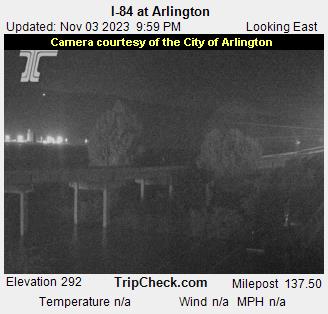 I-84 at Arlington
Updated: Nov 03 2023 9:59 PM Looking East
Camera courtesy of the City of Arlington
Elevation 292 TripCheck.com Milepost 137.50
Temperature n/a Wind n/a MPH n/a